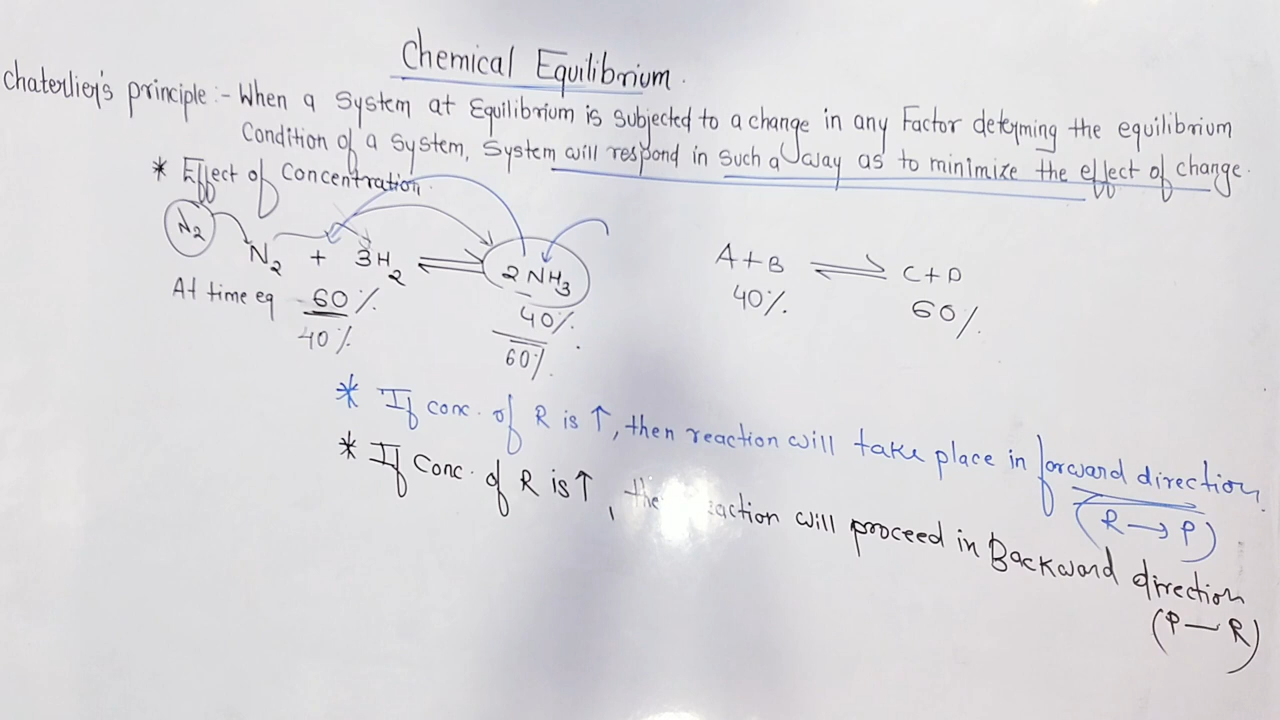 Chemical Equilibrium.
Chaterlier's principle :- When a System at Equilibrium is subjected to a change in any Factor deteyming the equilibrium
Condition of a system, System will respond in such a way as to minimize the effect of change.
* Effect of Concentration.
N2
N2 + 3H2 ⇌ 2NH3
At time eq 60% 40%
40% 60%
A+B ⇌ C+D
40% 60%
* If conc. of R is ↑, then reaction will take place in forward direction.
(R → P)
* If Conc. of R is ↑, the action will proceed in Backward direction
(P — R)